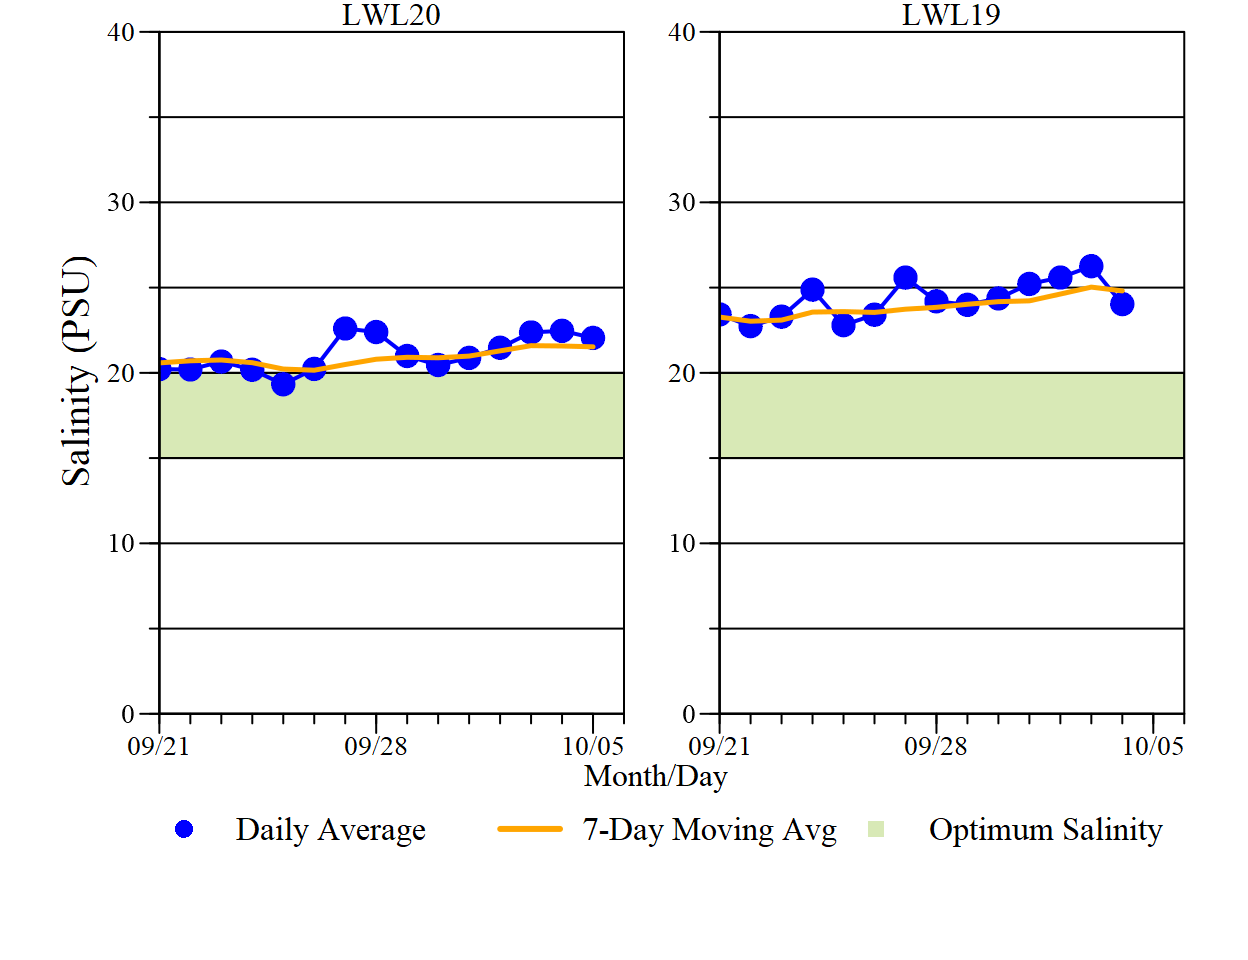 LWL20
LWL19
40
30
20
10
0
40
30
20
10
0
Salinity (PSU)
09/21
09/28
10/05
09/21
09/28
10/05
Month/Day
Daily Average
7-Day Moving Avg
Optimum Salinity